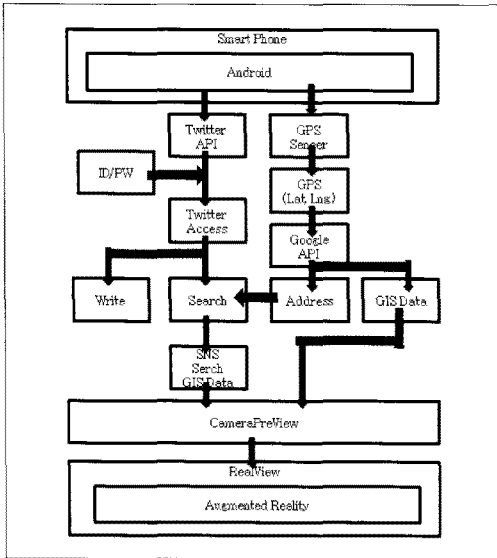 Smart Phone
Android
Twitter
API
GPS
Senser
ID/PW
GPS
(Lat, Lng)
Twitter
Access
Google
API
Write
Search
Address
GIS Data
SNS
Serch
GIS Data
CameraPreView
RealView
Augmented Reality